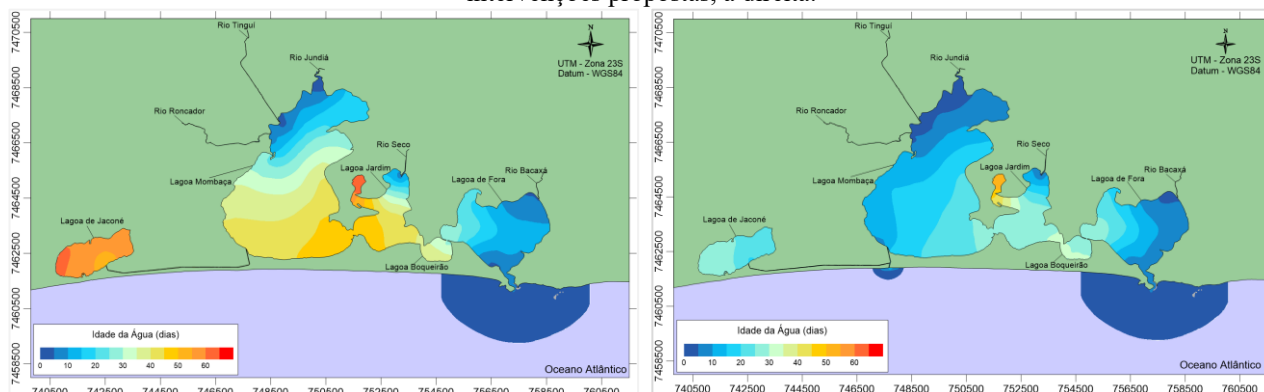 intervenções propostas, à direita.
7470500
7468500
7466500
7464500
7462500
7460500
7458500
Rio Tinguí
Rio Jundiá
UTM - Zona 23S
Datum - WGS84
Rio Roncador
Rio Seco
Lagoa Jardim
Rio Bacaxá
Lagoa Mombaça
Lagoa de Fora
Lagoa de Jaconé
Lagoa Boqueirão
Idade da Água (dias)
0 10 20 30 40 50 60
Oceano Atlântico
740500 742500 744500 746500 748500 750500 752500 754500 756500 758500 760500
7470500
7468500
7466500
7464500
7462500
7460500
7458500
Rio Tinguí
Rio Jundiá
UTM - Zona 23S
Datum - WGS84
Rio Roncador
Rio Seco
Lagoa Jardim
Rio Bacaxá
Lagoa Mombaça
Lagoa de Fora
Lagoa de Jaconé
Lagoa Boqueirão
Idade da Água (dias)
0 10 20 30 40 50 60
Oceano Atlântico
740500 742500 744500 746500 748500 750500 752500 754500 756500 758500 760500